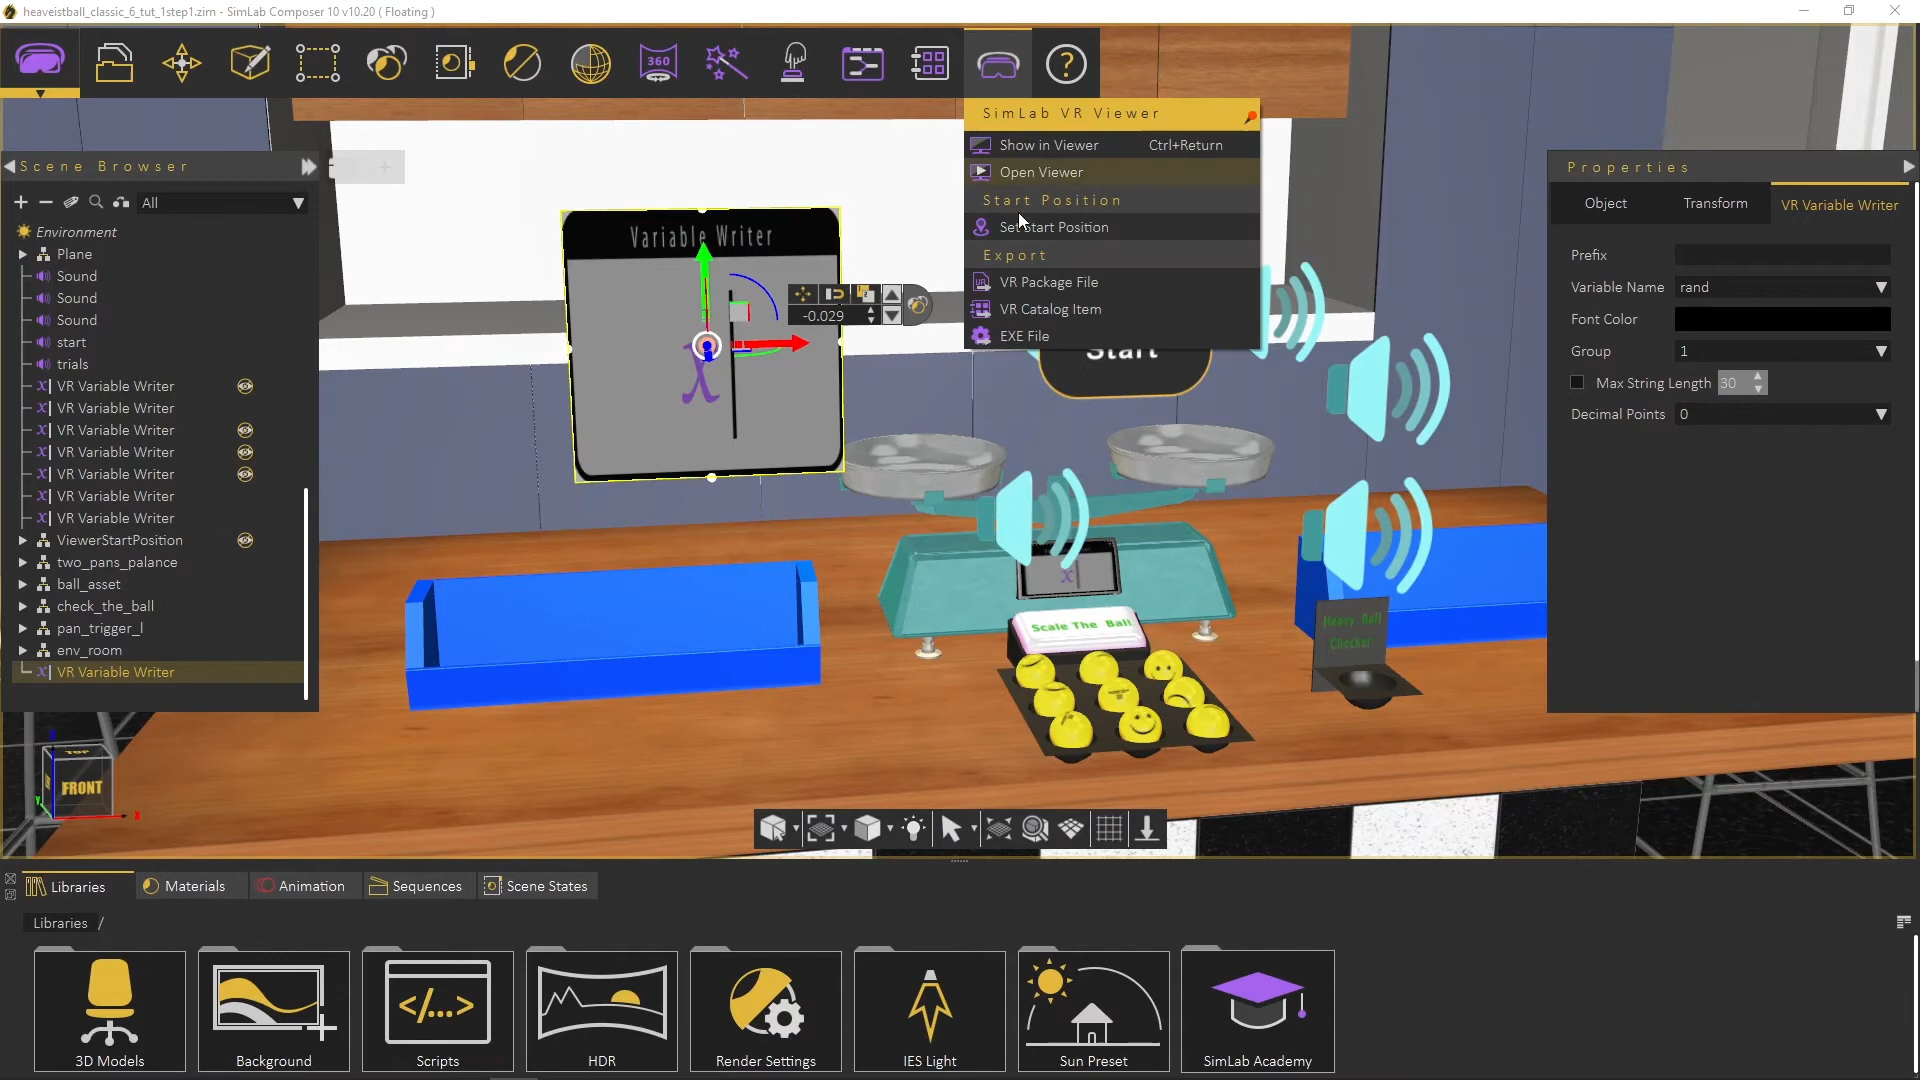 heaveistball_classic_6_tut_1step1.zim - SimLab Composer 10 v10.20 ( Floating )
360
SimLab VR Viewer
Show in Viewer Ctrl+Return
Open Viewer
Start Position
Set Start Position
Export
VR Package File
VR Catalog Item
EXE File
Scene Browser
All
Environment
Plane
Sound
Sound
Sound
start
trials
VR Variable Writer
VR Variable Writer
VR Variable Writer
VR Variable Writer
VR Variable Writer
VR Variable Writer
VR Variable Writer
ViewerStartPosition
two_pans_palance
ball_asset
check_the_ball
pan_trigger_l
env_room
VR Variable Writer
Variable Writer
x
-0.029
Start
x
Scale The Ball
Heavy Ball
Checker
TOP
FRONT
Z
Y
X
Properties
Object Transform VR Variable Writer
Prefix
Variable Name rand
Font Color
Group 1
Max String Length 30
Decimal Points 0
Libraries Materials Animation Sequences Scene States
Libraries /
3D Models
Background
</...>
Scripts
HDR
Render Settings
IES Light
Sun Preset
SimLab Academy